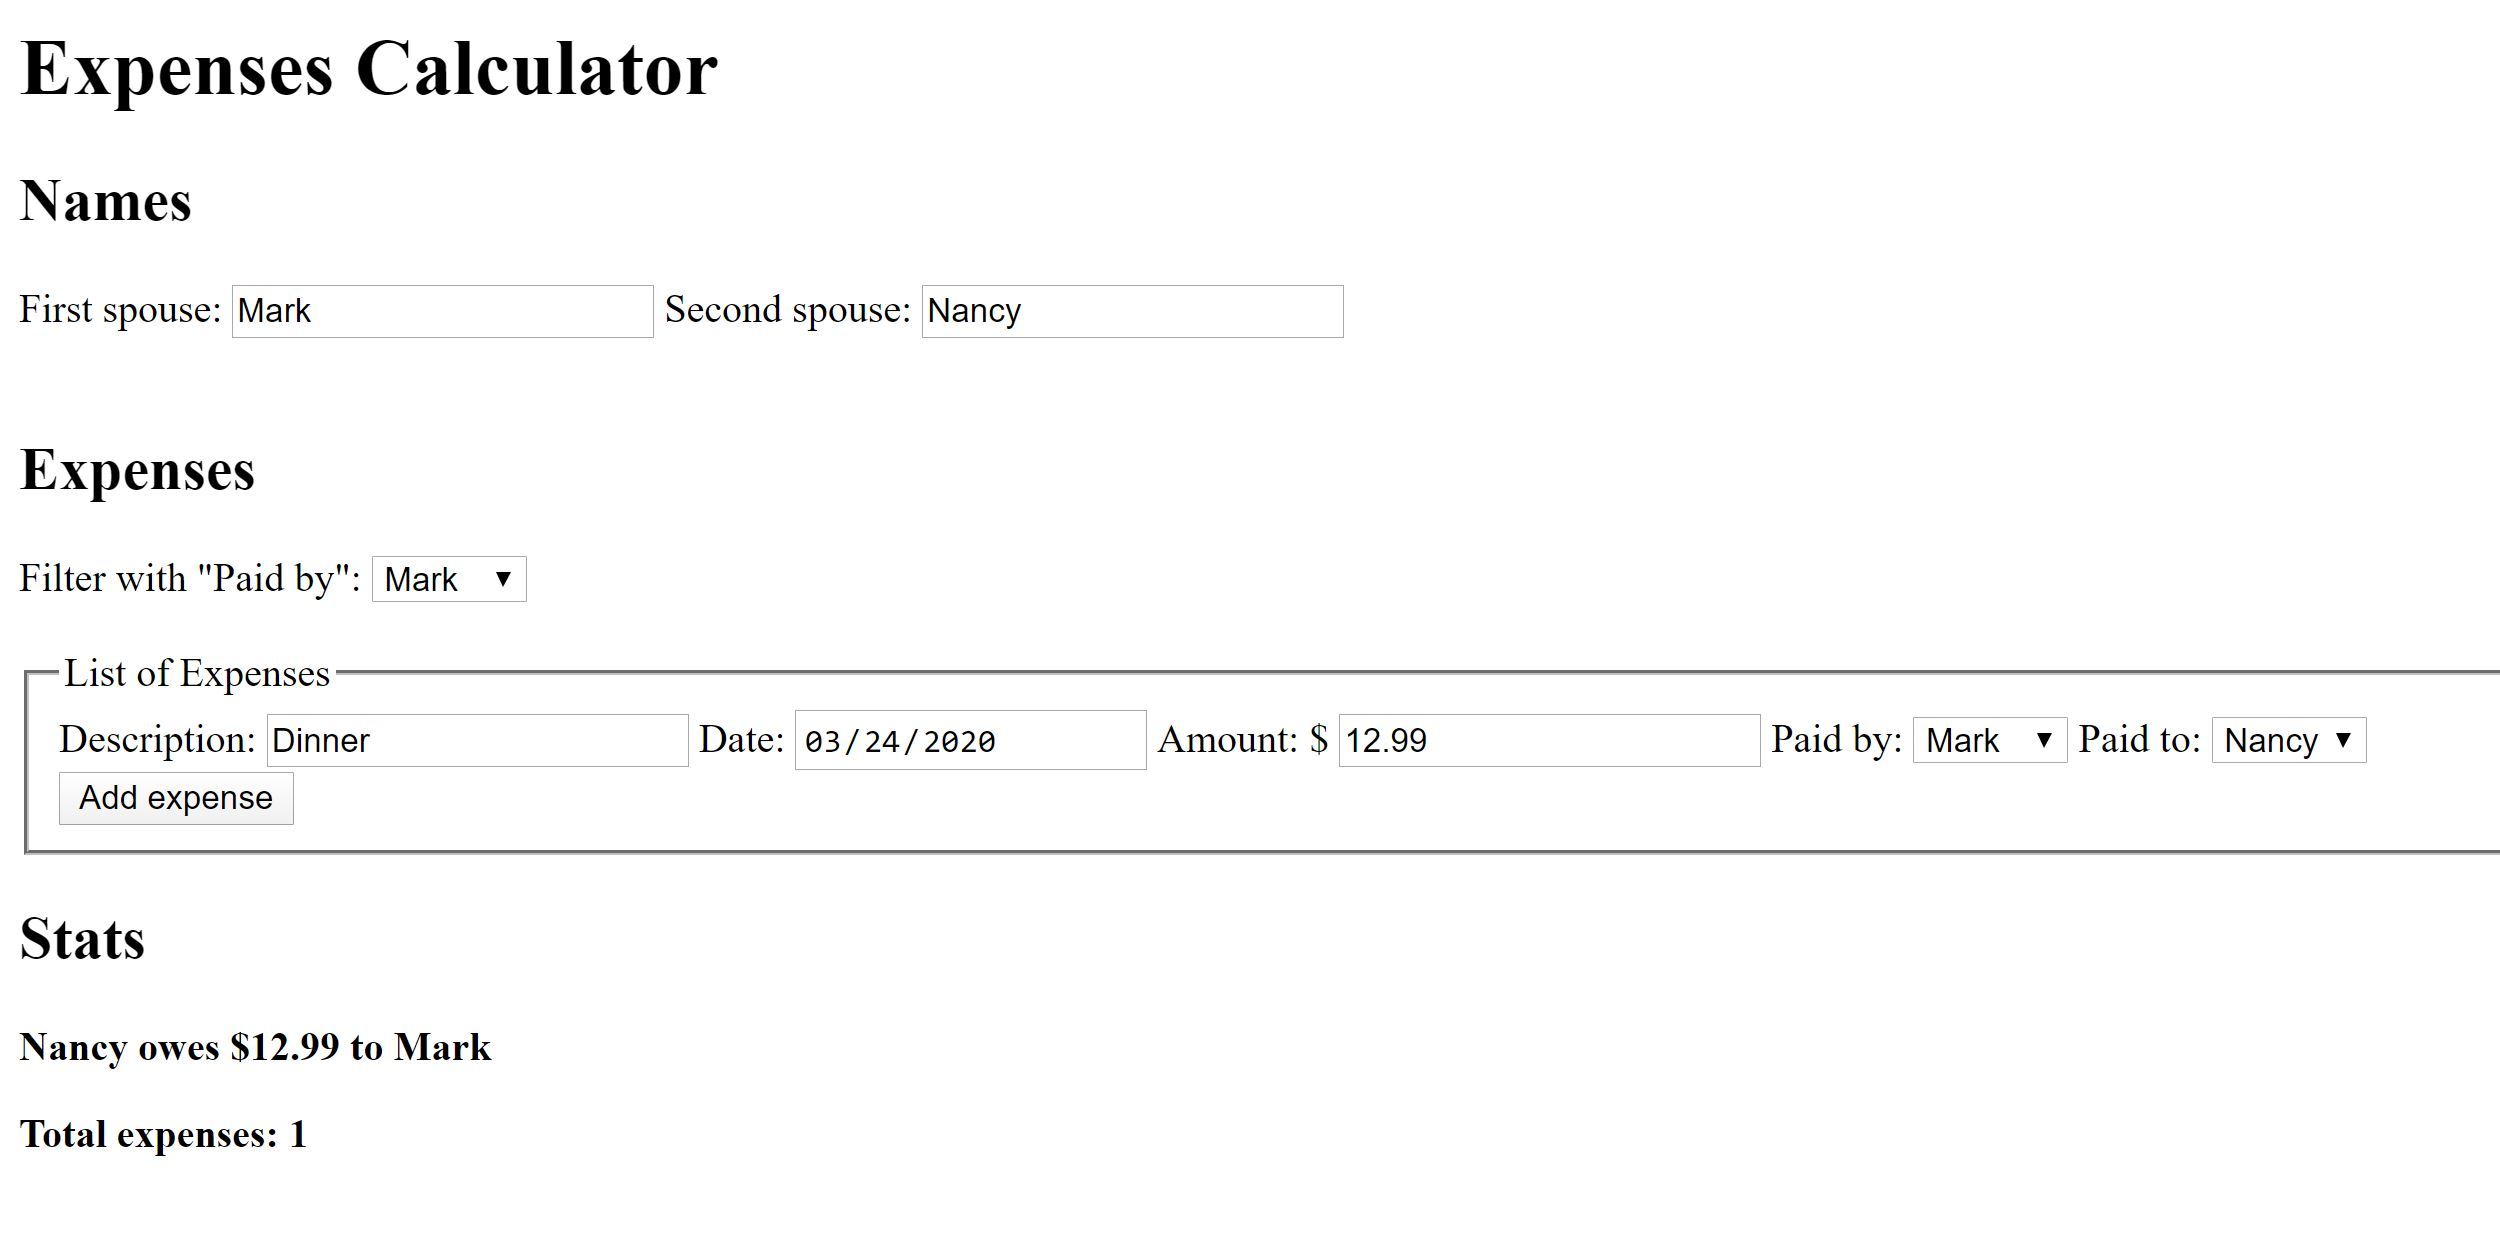 Expenses Calculator
Names
First spouse: Mark Second spouse: Nancy
Expenses
Filter with "Paid by": Mark
List of Expenses
Description: Dinner Date: 03/24/2020 Amount: $ 12.99 Paid by: Mark Paid to: Nancy
Add expense
Stats
Nancy owes $12.99 to Mark
Total expenses: 1